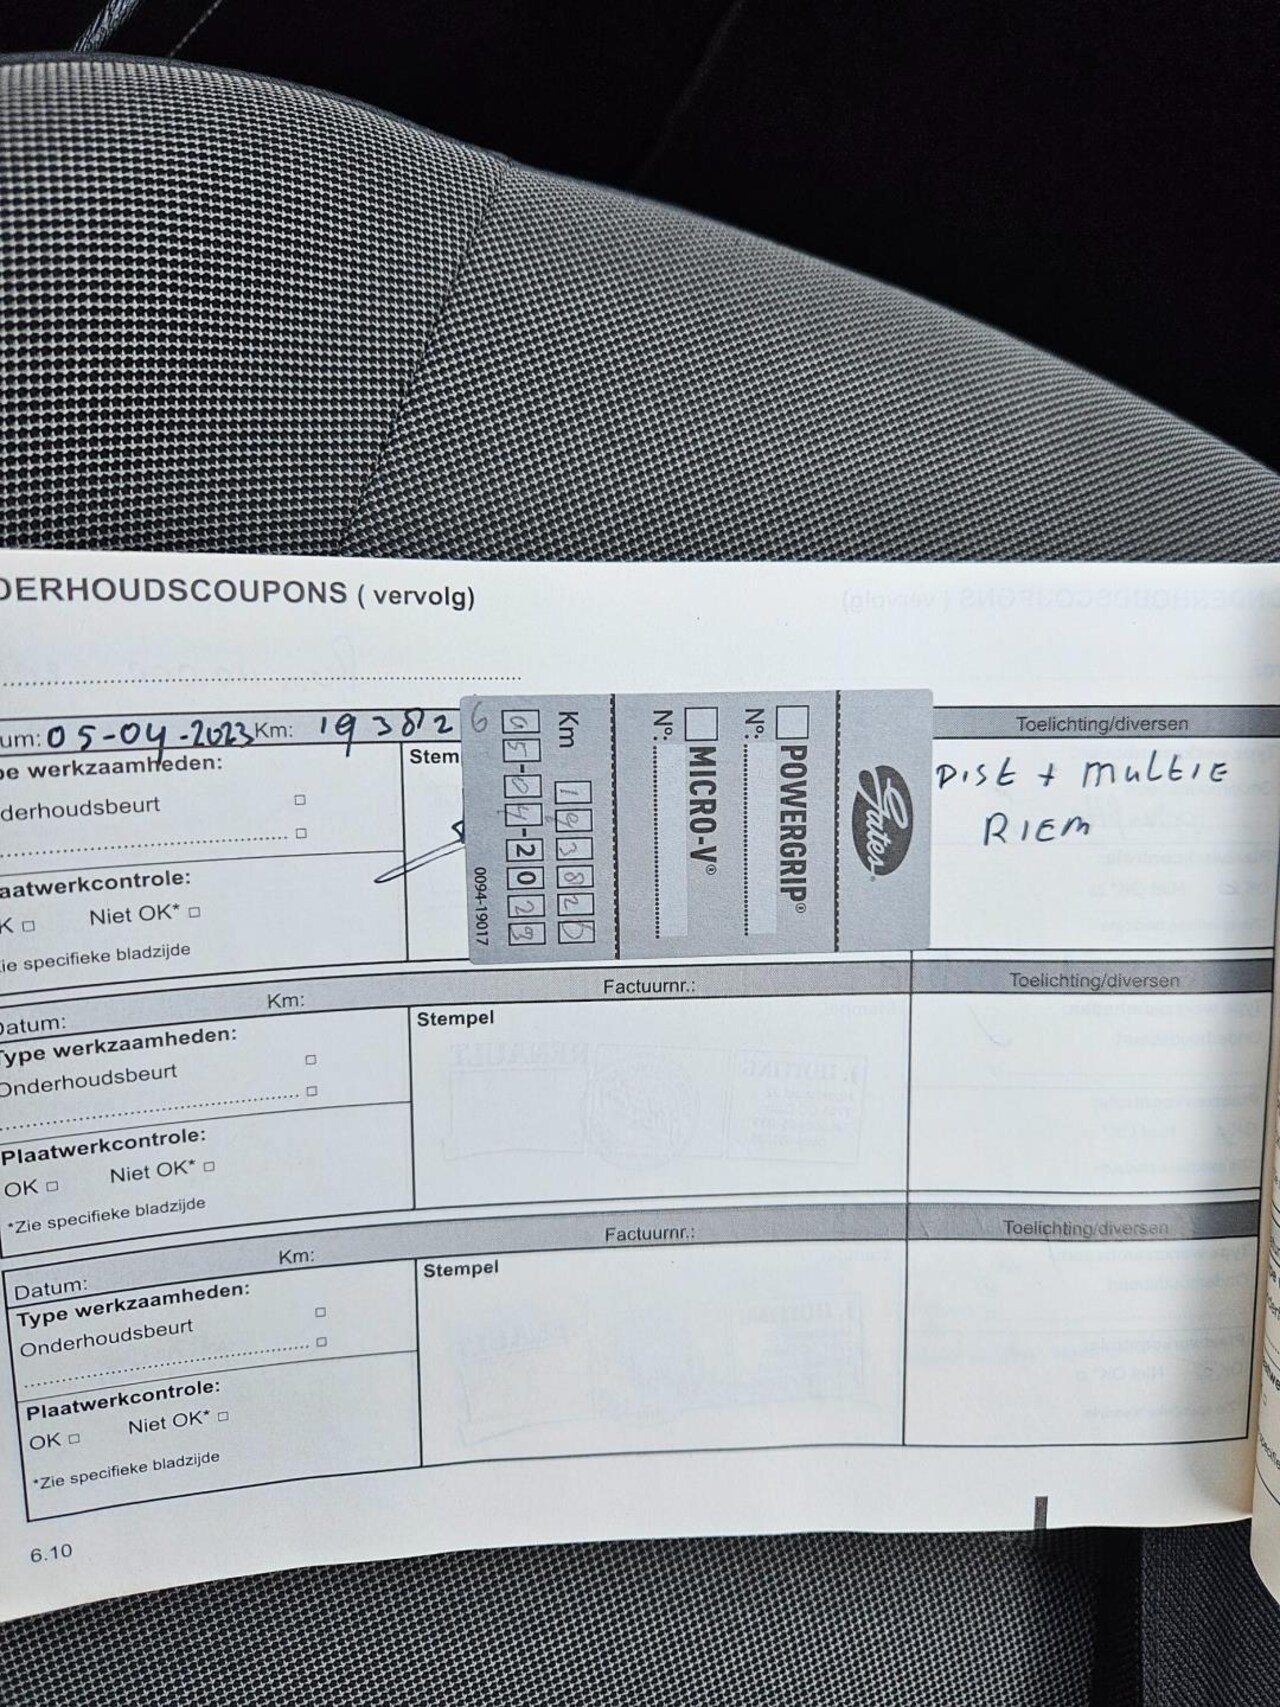 DERHOUDSCOUPONS ( vervolg)
um: 05-04-2023 Km: 193826
Toelichting/diversen
pe werkzaamheden:
Stem
derhoudsbeurt □
□
aatwerkcontrole:
K □ Niet OK* □
ie specifieke bladzijde
Gates
POWERGRIP®
Nº:
MICRO-V®
Nº:
Km 193826
05-04-2023
0094-19017
DIST + MULTIE
RIEM
Datum: Km: Factuurnr.: Toelichting/diversen
Type werkzaamheden:
Stempel
Onderhoudsbeurt □
□
Plaatwerkcontrole:
OK □ Niet OK* □
*Zie specifieke bladzijde
Datum: Km: Factuurnr.: Toelichting/diversen
Type werkzaamheden:
Stempel
Onderhoudsbeurt □
□
Plaatwerkcontrole:
OK □ Niet OK* □
*Zie specifieke bladzijde
6.10